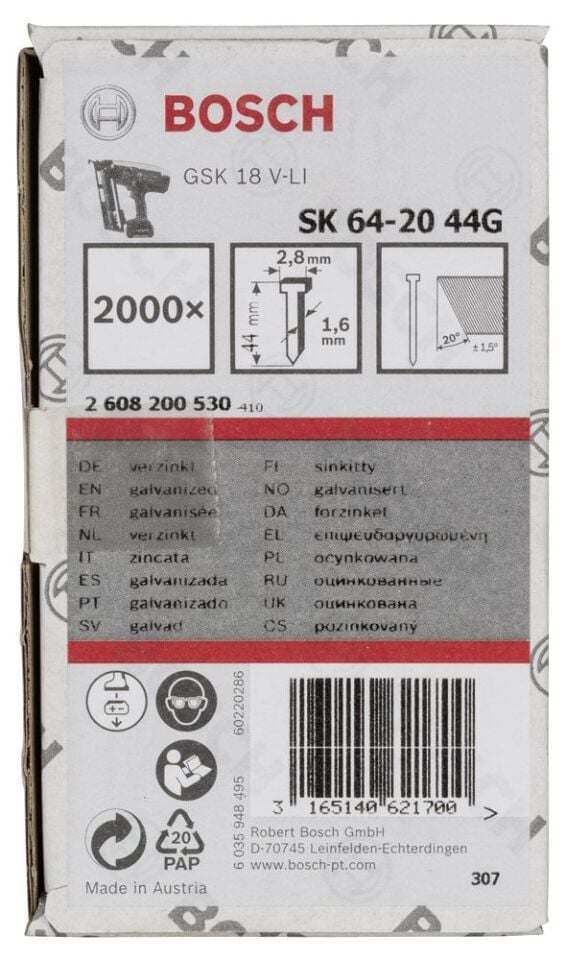 BOSCH
GSK 18 V-LI
SK 64-20 44G
2000×
2,8 mm
44 mm
1,6 mm
20°
±1,5°
2 608 200 530 -410
DE verzinkt
EN galvanized
FR galvanisée
NL verzinkt
IT zincata
ES galvanizada
PT galvanizado
SV galvad
FI sinkitty
NO galvanisert
DA forzinket
EL επιψευδαργυρωμένη
PL ocynkowana
RU оцинкованные
UK оцинкована
CS pozinkovaný
60220286
6 035 948 495
3 165140 621700 >
Robert Bosch GmbH
D-70745 Leinfelden-Echterdingen
www.bosch-pt.com
20
PAP
Made in Austria
307